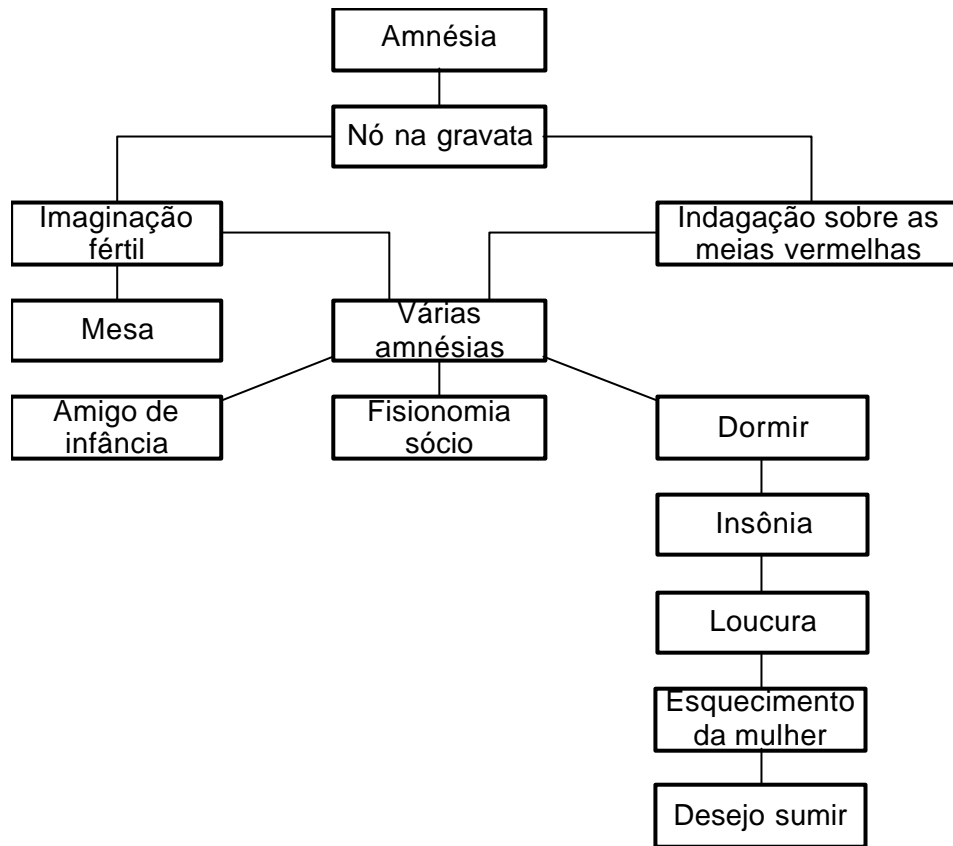 Amnésia
Nó na gravata
Imaginação
fértil
Indagação sobre as
meias vermelhas
Mesa
Várias
amnésias
Amigo de
infância
Fisionomia
sócio
Dormir
Insônia
Loucura
Esquecimento
da mulher
Desejo sumir